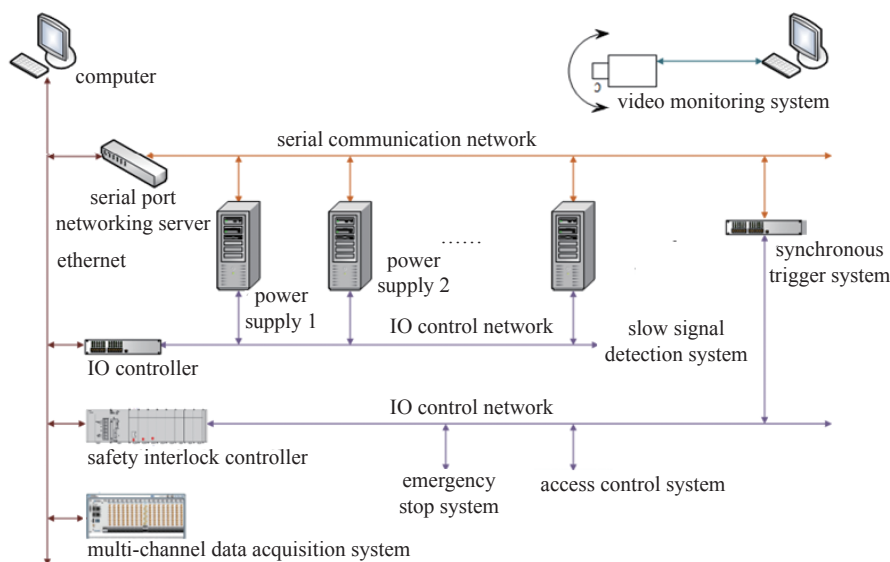 computer
video monitoring system
serial communication network
serial port
networking server
ethernet
......
power
supply 1
power
supply 2
synchronous
trigger system
IO control network
slow signal
detection system
IO controller
IO control network
safety interlock controller
emergency
stop system
access control system
multi-channel data acquisition system